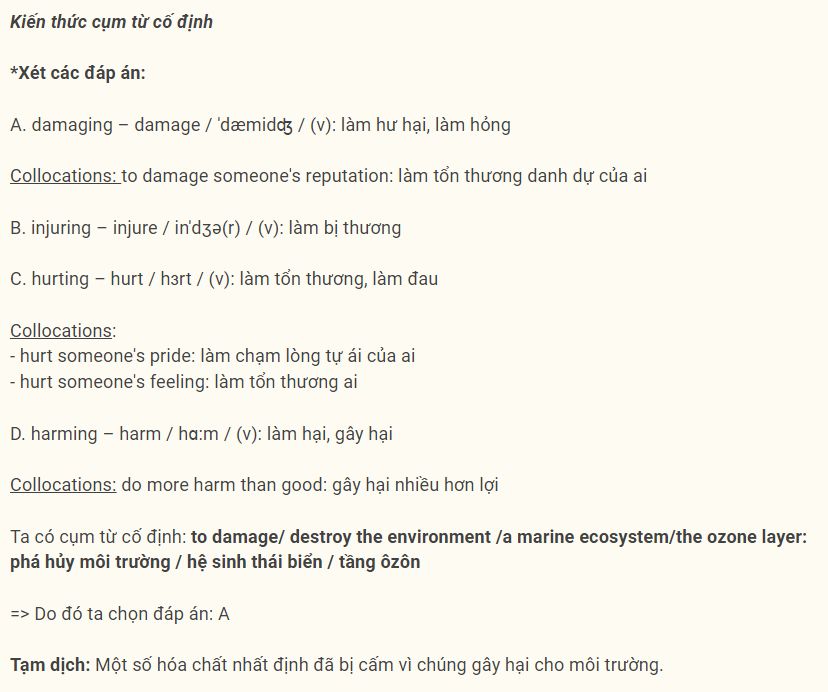 Kiến thức cụm từ cố định
*Xét các đáp án:
A. damaging – damage / 'dæmidʤ / (v): làm hư hại, làm hỏng
Collocations: to damage someone's reputation: làm tổn thương danh dự của ai
B. injuring – injure / in'dʒə(r) / (v): làm bị thương
C. hurting – hurt / hɜrt / (v): làm tổn thương, làm đau
Collocations:
- hurt someone's pride: làm chạm lòng tự ái của ai
- hurt someone's feeling: làm tổn thương ai
D. harming – harm / hɑ:m / (v): làm hại, gây hại
Collocations: do more harm than good: gây hại nhiều hơn lợi
Ta có cụm từ cố định: to damage/ destroy the environment /a marine ecosystem/the ozone layer:
phá hủy môi trường / hệ sinh thái biển / tầng ôzôn
=> Do đó ta chọn đáp án: A
Tạm dịch: Một số hóa chất nhất định đã bị cấm vì chúng gây hại cho môi trường.